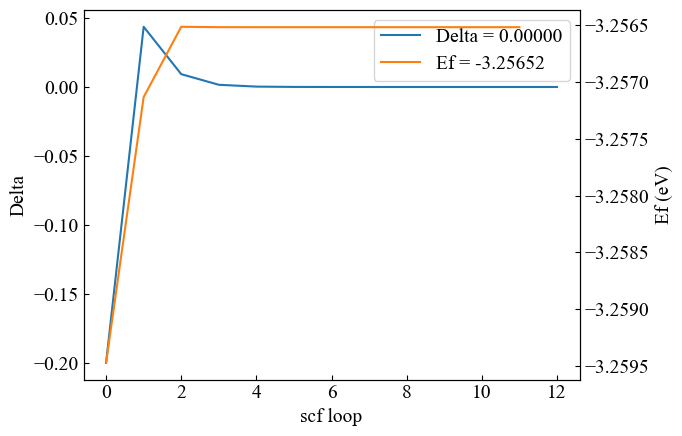 Delta = 0.00000
Ef = -3.25652
0.05
0.00
−0.05
−0.10
−0.15
−0.20
Delta
−3.2565
−3.2570
−3.2575
−3.2580
−3.2585
−3.2590
−3.2595
Ef (eV)
0 2 4 6 8 10 12
scf loop